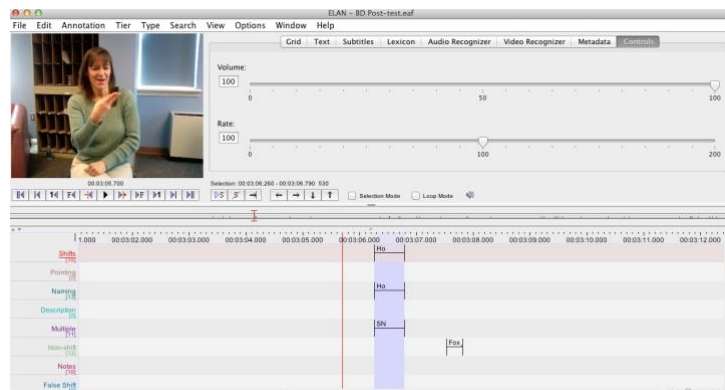 ELAN - BD Post-test.eaf
File Edit Annotation Tier Type Search View Options Window Help
Grid Text Subtitles Lexicon Audio Recognizer Video Recognizer Metadata Controls
Volume:
100
0 50 100
Rate:
100
0 100 200
00:03:05.700
Selection: 00:03:06.260 - 00:03:06.790 530
Selection Mode Loop Mode
1.000 00:03:02.000 00:03:03.000 00:03:04.000 00:03:05.000 00:03:06.000 00:03:07.000 00:03:08.000 00:03:09.000 00:03:10.000 00:03:11.000 00:03:12.000
Shifts Ho
Pointing
Naming Ho
Description
Multiple SN
[11]
Non-shift Fox
[12]
Notes
[10]
False Shift